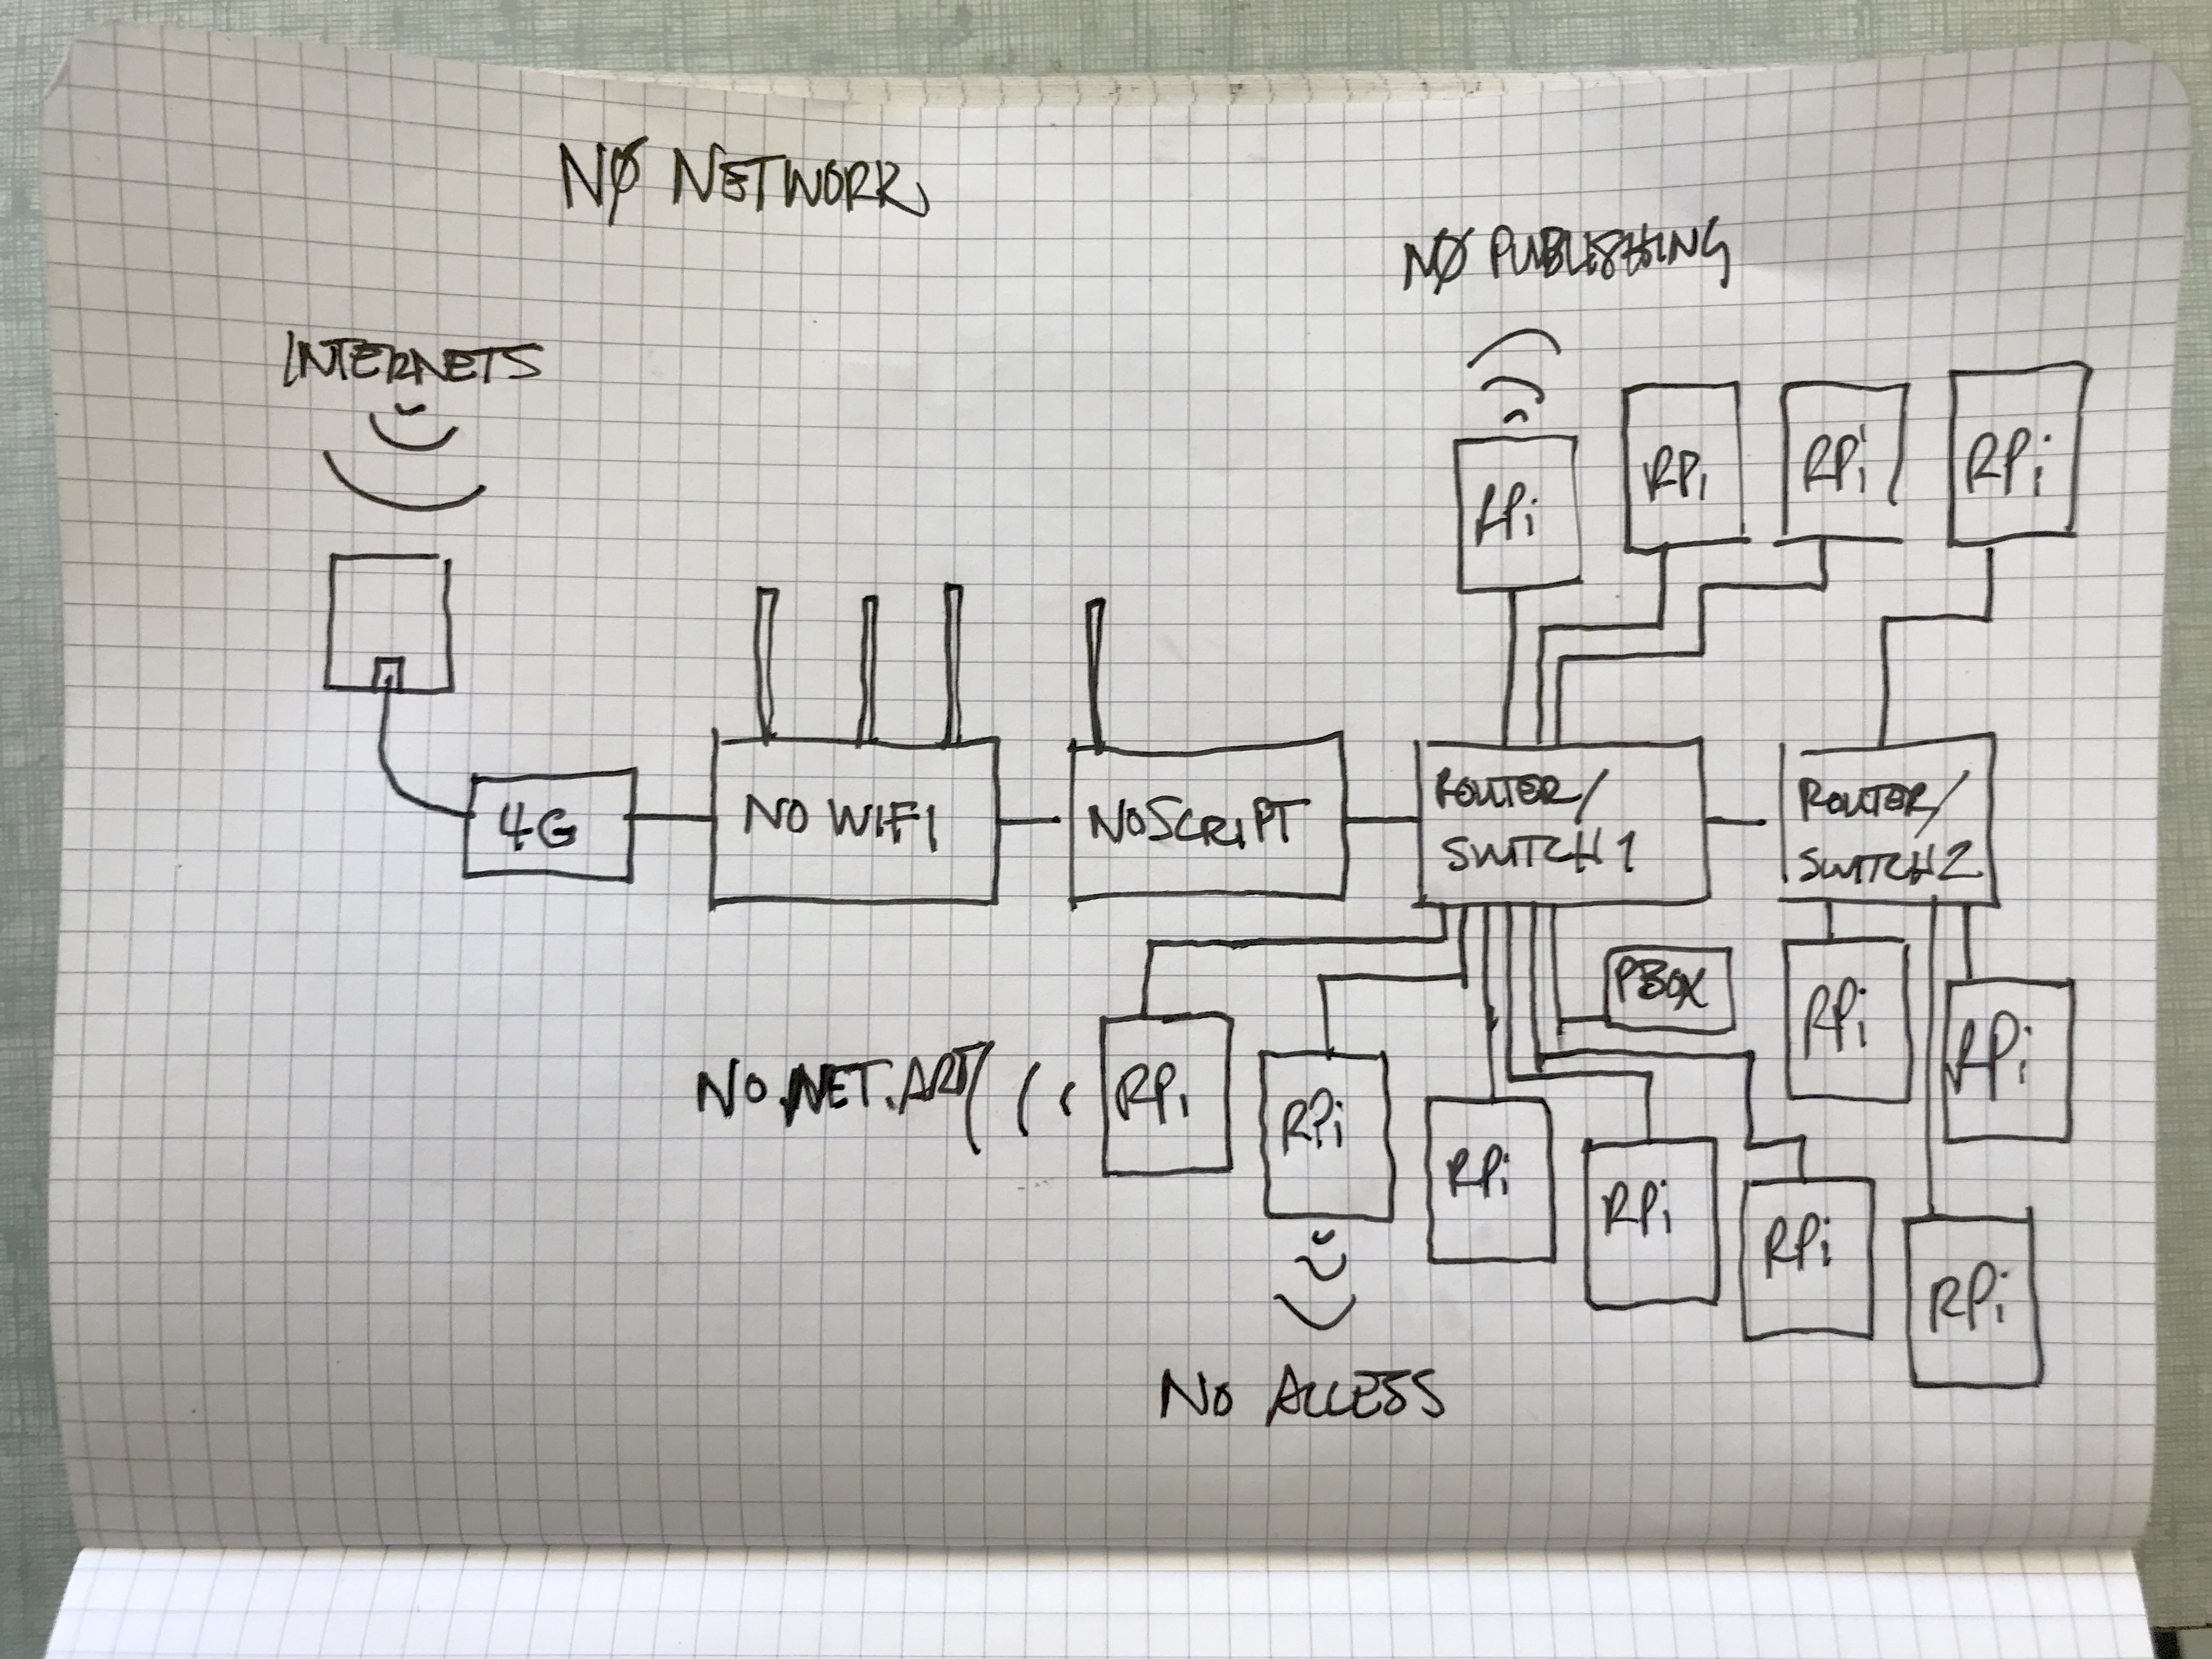 NØ NETWORK
NØ PUBLISHING
INTERNETS
RPi
RPi
RPi
RPi
4G
NO WIFI
NOSCRIPT
ROUTER/
SWITCH 1
ROUTER/
SWITCH 2
PBOX
RPi
RPi
NO.NET.ART
RPi
RPi
RPi
RPi
RPi
RPi
NO ACCESS